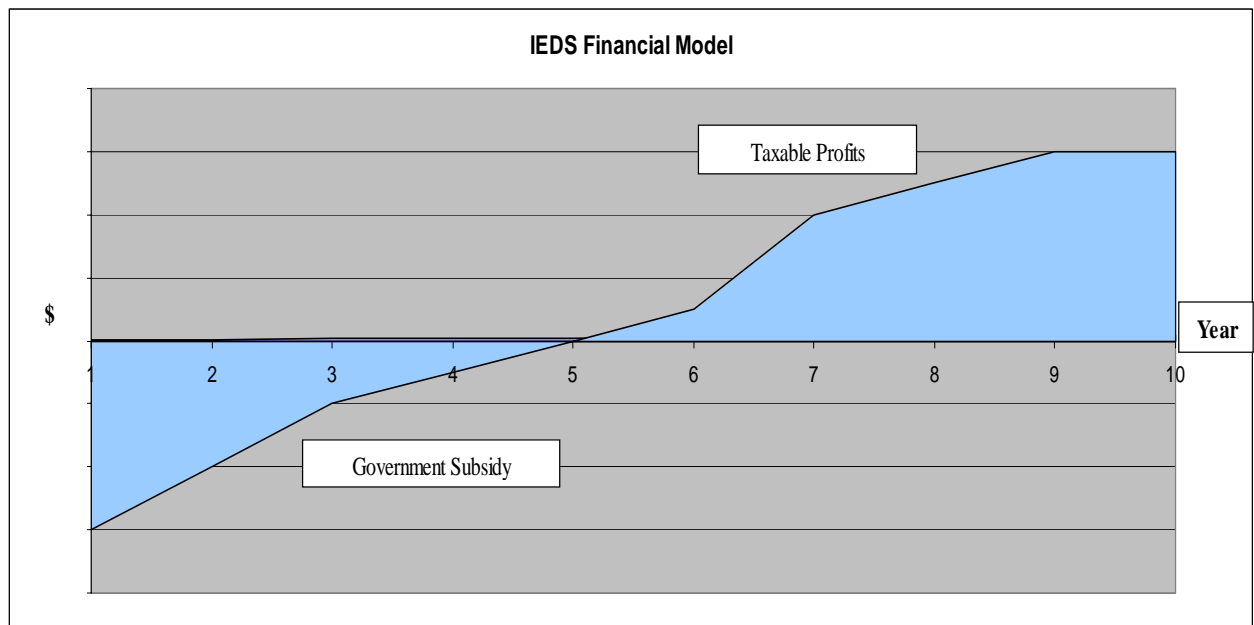 IEDS Financial Model
Taxable Profits
$
Year
1 2 3 4 5 6 7 8 9 10
Government Subsidy